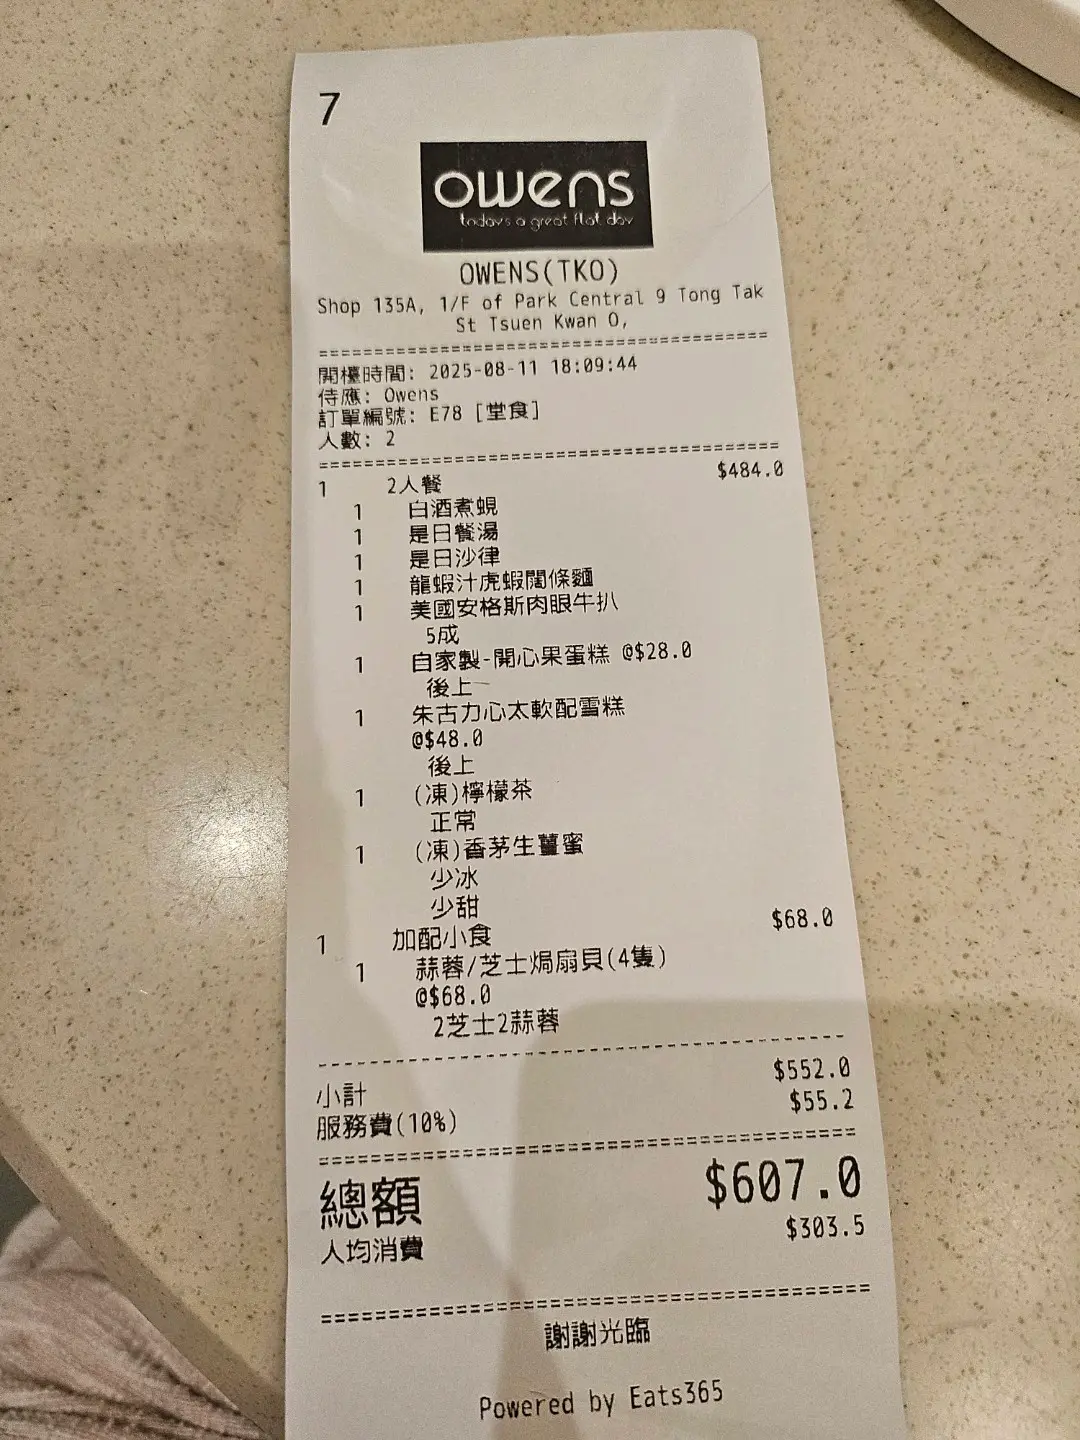 7
owens
todays a great flat day
OWENS(TKO)
Shop 135A, 1/F of Park Central 9 Tong Tak
St Tsuen Kwan O,
========================================
開檯時間: 2025-08-11 18:09:44
侍應: Owens
訂單編號: E78 [堂食]
人數: 2
========================================
1 2人餐 $484.0
1 白酒煮蜆
1 是日餐湯
1 是日沙律
1 龍蝦汁虎蝦闊條麵
1 美國安格斯肉眼牛扒
5成
1 自家製-開心果蛋糕 @$28.0
後上
1 朱古力心太軟配雪糕
@$48.0
後上
1 (凍)檸檬茶
正常
1 (凍)香茅生薑蜜
少冰
少甜
1 加配小食 $68.0
1 蒜蓉/芝士焗扇貝(4隻)
@$68.0
2芝士2蒜蓉
----------------------------------------
小計 $552.0
服務費(10%) $55.2
========================================
總額 $607.0
人均消費 $303.5
========================================
謝謝光臨
Powered by Eats365